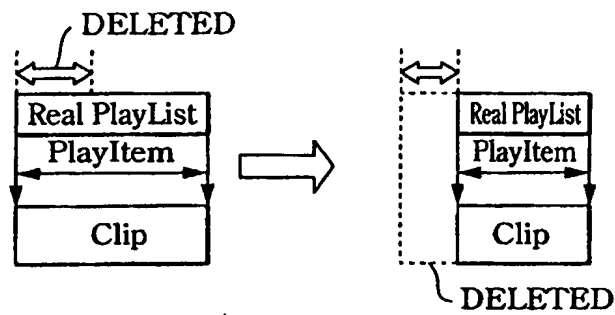 DELETED
Real PlayList
PlayItem
Clip
Real PlayList
PlayItem
Clip
DELETED